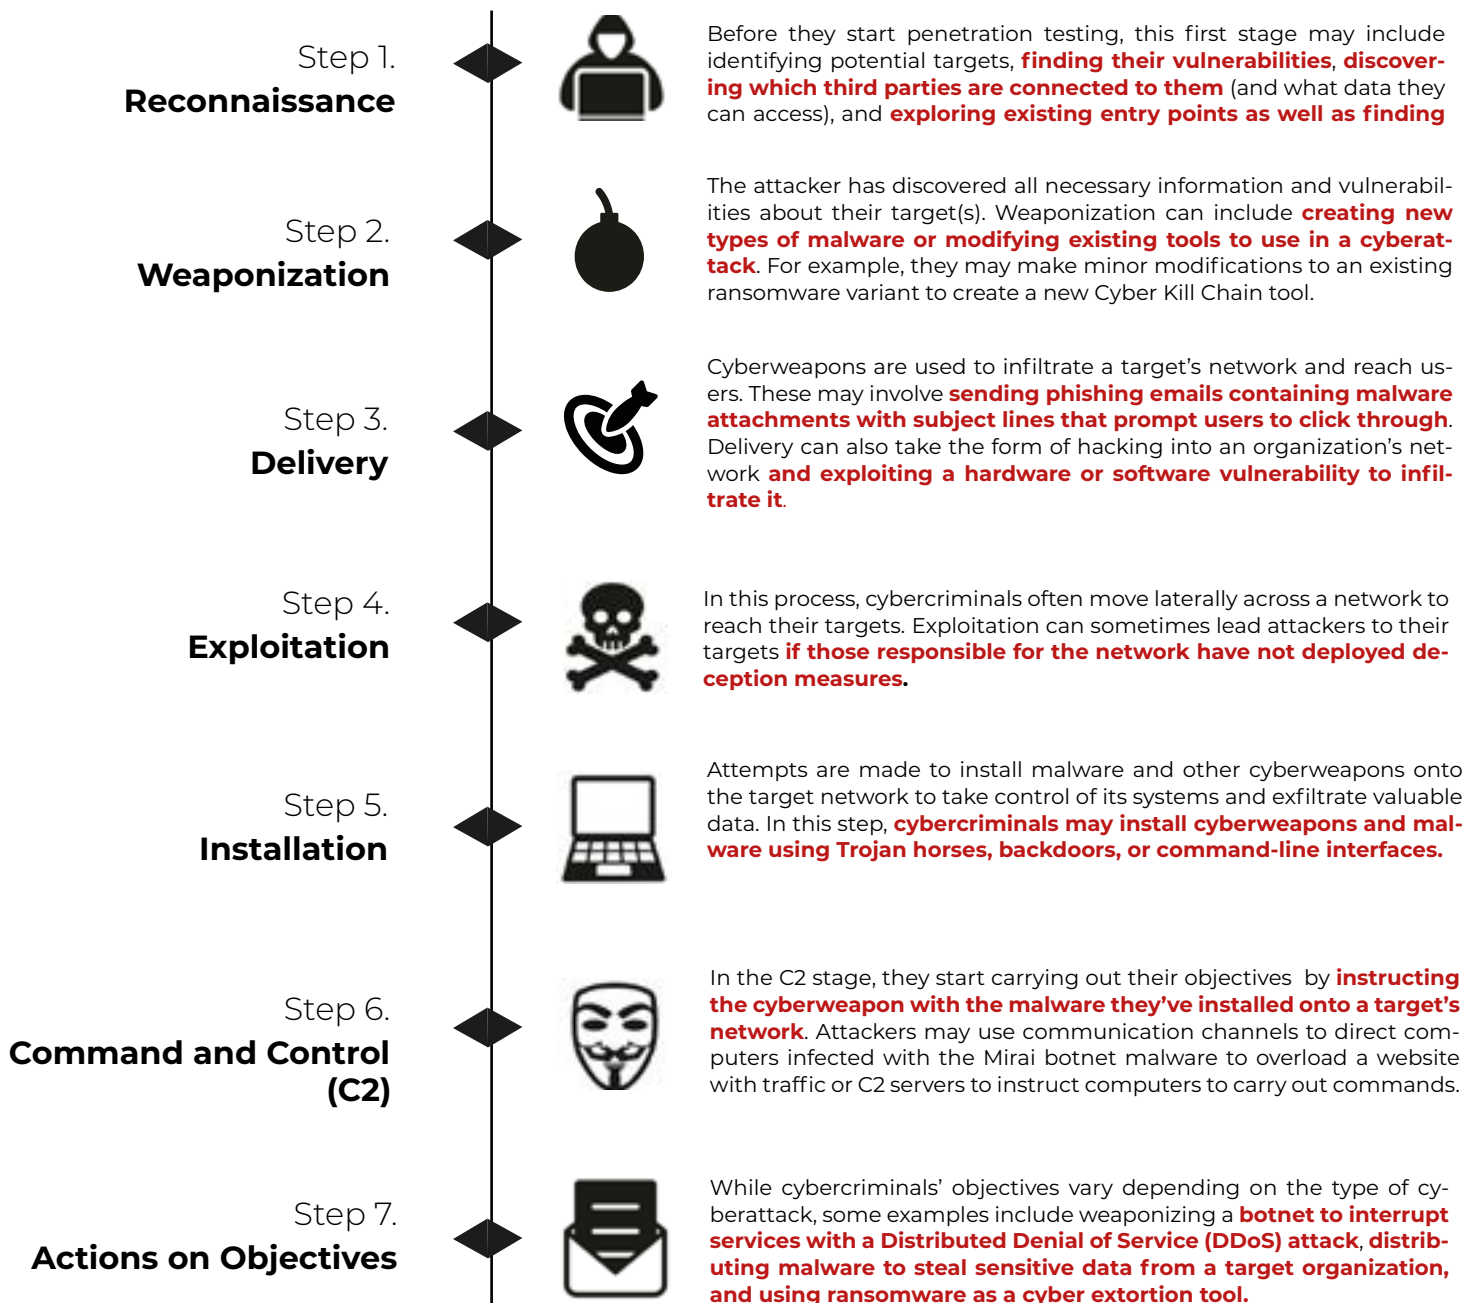 Step 1.
Reconnaissance
Before they start penetration testing, this first stage may include
identifying potential targets, finding their vulnerabilities, discover-
ing which third parties are connected to them (and what data they
can access), and exploring existing entry points as well as finding
Step 2.
Weaponization
The attacker has discovered all necessary information and vulnerabil-
ities about their target(s). Weaponization can include creating new
types of malware or modifying existing tools to use in a cyberat-
tack. For example, they may make minor modifications to an existing
ransomware variant to create a new Cyber Kill Chain tool.
Step 3.
Delivery
Cyberweapons are used to infiltrate a target’s network and reach us-
ers. These may involve sending phishing emails containing malware
attachments with subject lines that prompt users to click through.
Delivery can also take the form of hacking into an organization’s net-
work and exploiting a hardware or software vulnerability to infil-
trate it.
Step 4.
Exploitation
In this process, cybercriminals often move laterally across a network to
reach their targets. Exploitation can sometimes lead attackers to their
targets if those responsible for the network have not deployed de-
ception measures.
Step 5.
Installation
Attempts are made to install malware and other cyberweapons onto
the target network to take control of its systems and exfiltrate valuable
data. In this step, cybercriminals may install cyberweapons and mal-
ware using Trojan horses, backdoors, or command-line interfaces.
Step 6.
Command and Control
(C2)
In the C2 stage, they start carrying out their objectives by instructing
the cyberweapon with the malware they’ve installed onto a target’s
network. Attackers may use communication channels to direct com-
puters infected with the Mirai botnet malware to overload a website
with traffic or C2 servers to instruct computers to carry out commands.
Step 7.
Actions on Objectives
While cybercriminals’ objectives vary depending on the type of cy-
berattack, some examples include weaponizing a botnet to interrupt
services with a Distributed Denial of Service (DDoS) attack, distrib-
uting malware to steal sensitive data from a target organization,
and using ransomware as a cyber extortion tool.